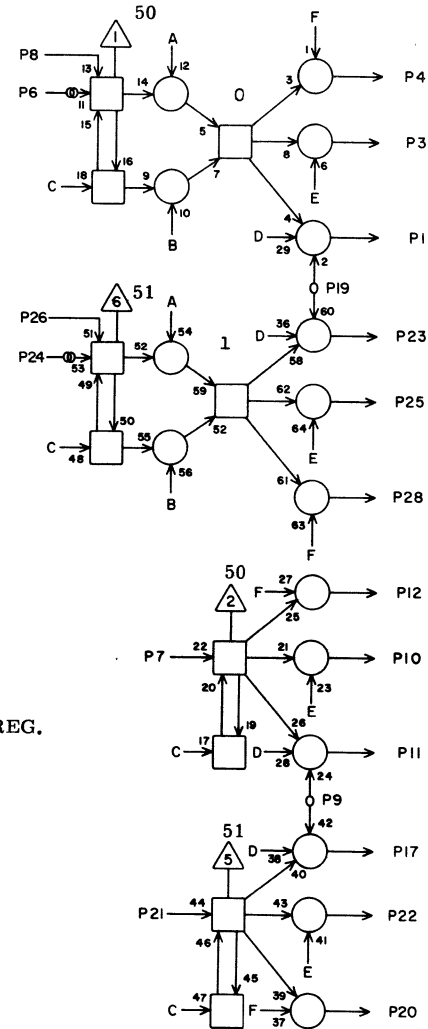 50
1
A
F
P8
13
14
12
1
3
P4
P6
11
15
16
5
0
8
6
P3
7
E
C
18
9
10
4
D
29
2
P1
B
P19
51
6
A
60
P26
51
52
54
D
36
58
P23
P24
53
49
50
59
1
62
64
P25
52
E
C
48
55
56
61
P28
B
63
F
50
2
F
27
25
P12
P7
22
21
P10
20
19
23
E
26
REG.
C
17
D
28
24
P11
P9
42
51
5
D
38
40
P17
P21
44
43
41
P22
46
E
45
39
C
47
F
37
P20